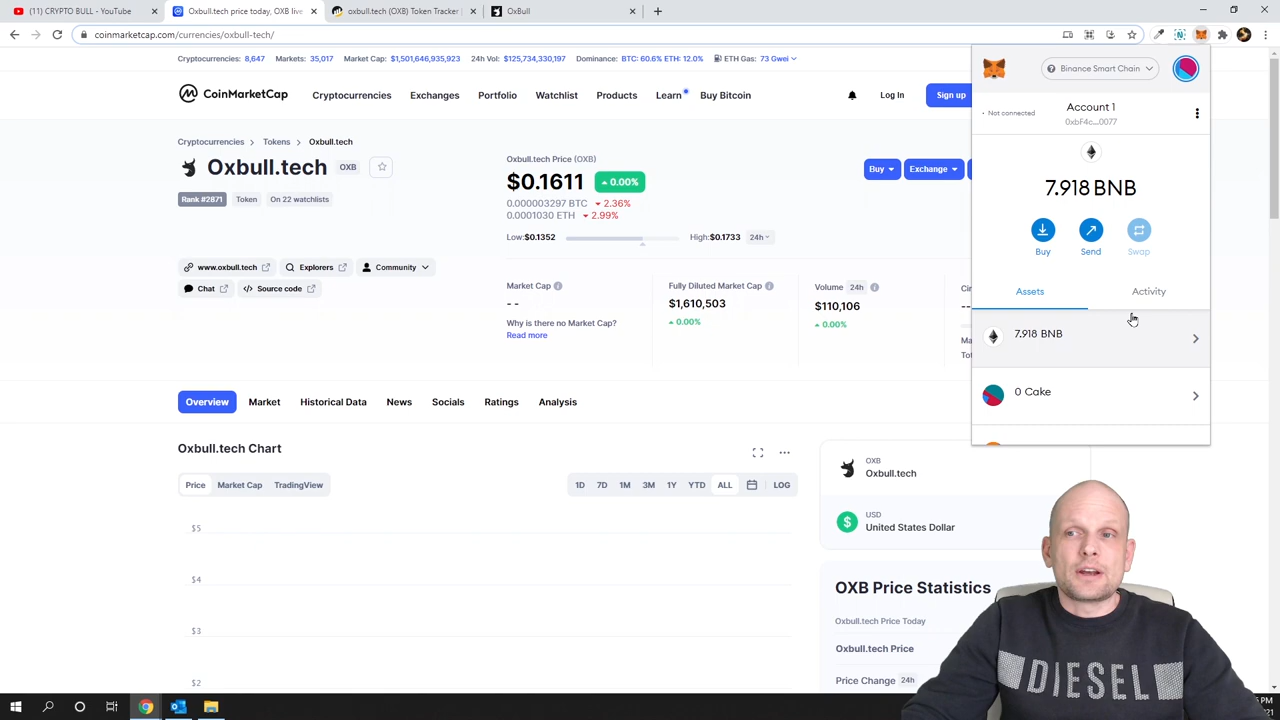 (11) CRYPTO BULL - YouTube
Oxbull.tech price today, OXB live
oxbull.tech (OXB) Token Tracker
OxBull
coinmarketcap.com/currencies/oxbull-tech/
Cryptocurrencies: 8,647 Markets: 35,017 Market Cap: $1,501,646,935,923 24h Vol: $125,734,330,197 Dominance: BTC: 60.6% ETH: 12.0% ETH Gas: 73 Gwei
CoinMarketCap
Cryptocurrencies Exchanges Portfolio Watchlist Products Learn Buy Bitcoin Log In Sign up
Cryptocurrencies > Tokens > Oxbull.tech
Oxbull.tech OXB
Rank #2871 Token On 22 watchlists
www.oxbull.tech Explorers Community
Chat Source code
Oxbull.tech Price (OXB)
$0.1611 0.00%
0.000003297 BTC 2.36%
0.0001030 ETH 2.99%
Low:$0.1352 High:$0.1733 24h
Buy Exchange
Market Cap
- -
Why is there no Market Cap?
Read more
Fully Diluted Market Cap
$1,610,503
0.00%
Volume 24h
$110,106
0.00%
Binance Smart Chain
Not connected
Account 1
0xbF4c...0077
7.918 BNB
Buy Send Swap
Assets Activity
7.918 BNB
0 Cake
Overview Market Historical Data News Socials Ratings Analysis
Oxbull.tech Chart
Price Market Cap TradingView
1D 7D 1M 3M 1Y YTD ALL LOG
$5
$4
$3
$2
OXB
Oxbull.tech
USD
United States Dollar
OXB Price Statistics
Oxbull.tech Price Today
Oxbull.tech Price
Price Change 24h
DIESEL